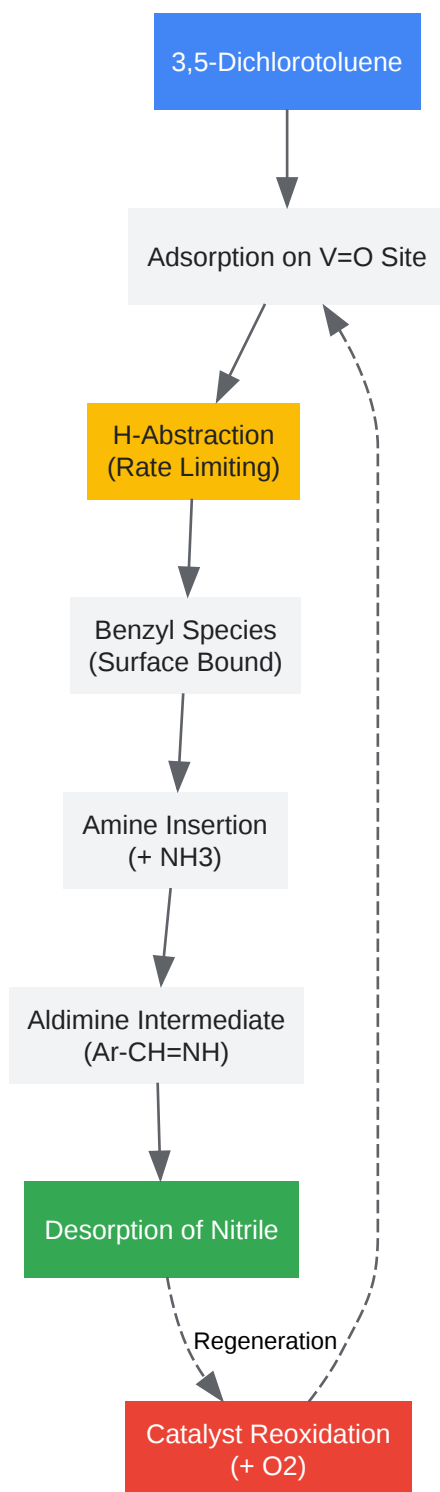 3,5-Dichlorotoluene
Adsorption on V=O Site
H-Abstraction
(Rate Limiting)
Benzyl Species
(Surface Bound)
Amine Insertion
(+ NH3)
Aldimine Intermediate
(Ar-CH=NH)
Desorption of Nitrile
Regeneration
Catalyst Reoxidation
(+ O2)